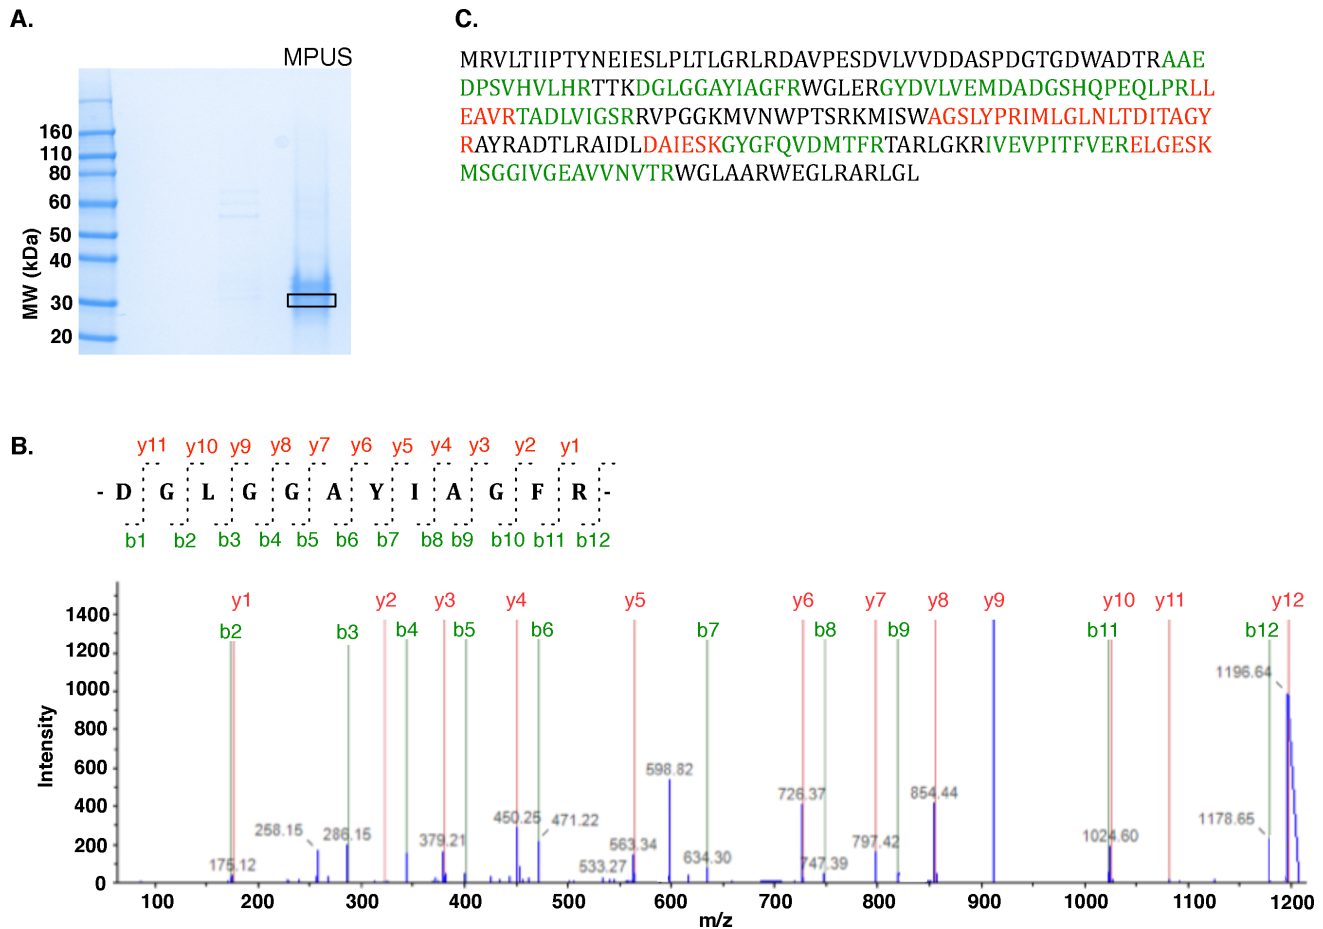 A.
C.
MPUS
MRVLTIIPTYNEIESLPLTLGRLRDAVPESDVLVVDDASPDGTGDWADTRAAE
DPSVHVLHRTTKDGLGGAYIAGFRWGLERGYDVLVEMDADGSHQPEQLPRLL
EAVRTADLVIGSRRVPGGKMVNWPTSRKMISWAGSLYPRIMLGLNLTDITAGY
RAYRADTLRAIDLDAIESKGYGFQVDMTFRTARLGKRIVEVPITFVERELGESK
MSGGIVGEAVVNVTRWGLAARWEGLRARLGL
160
110
80
60
50
40
30
20
MW (kDa)
B.
y11 y10 y9 y8 y7 y6 y5 y4 y3 y2 y1
- D G L G G A Y I A G F R -
b1 b2 b3 b4 b5 b6 b7 b8 b9 b10 b11 b12
y1 y2 y3 y4 y5 y6 y7 y8 y9 y10 y11 y12
b2 b3 b4 b5 b6 b7 b8 b9 b11 b12
1400
1200
1000
800
600
400
200
0
Intensity
175.12
258.15
286.15
379.21
450.25
471.22
533.27
563.34
598.82
634.30
726.37
747.39
797.42
854.44
1024.60
1178.65
1196.64
100 200 300 400 500 600 700 800 900 1000 1100 1200
m/z